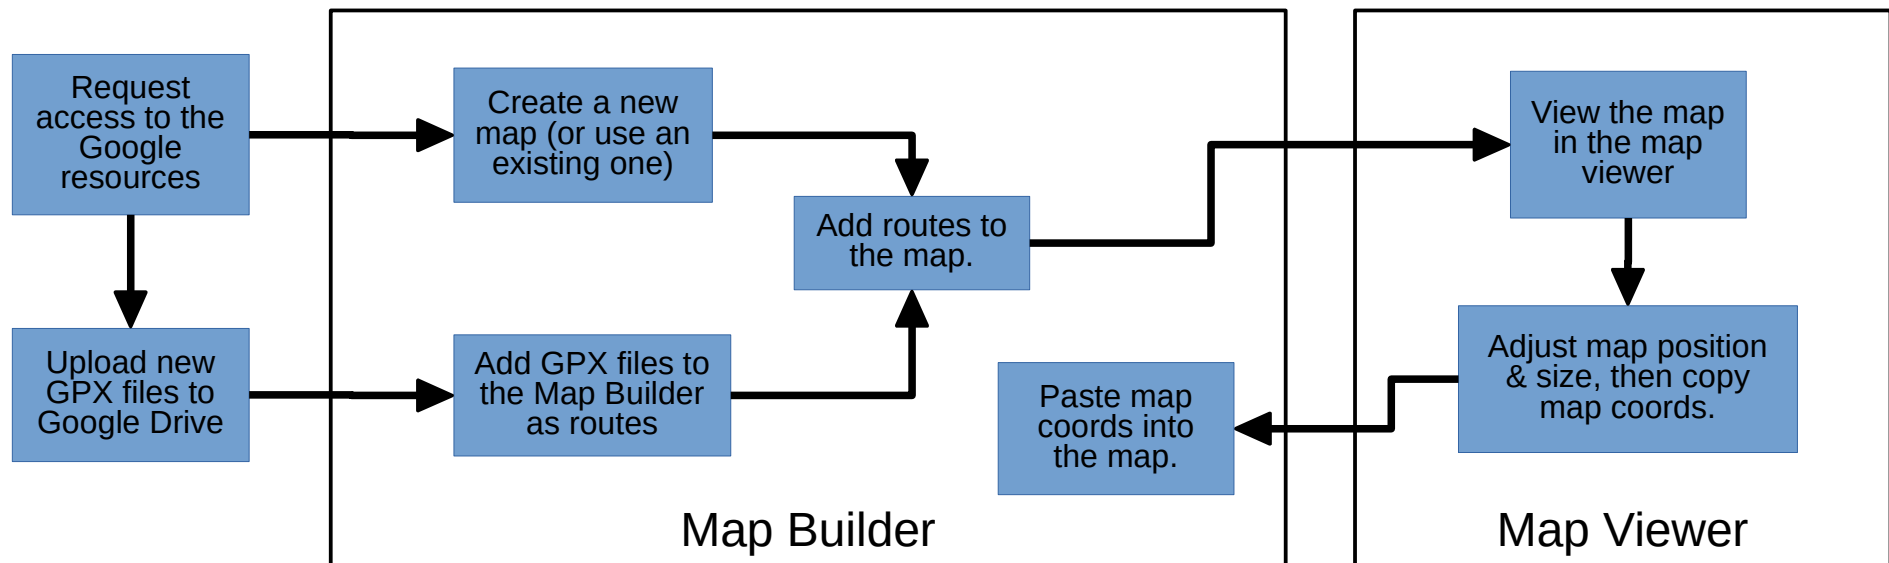 Request
access to the
Google
resources
Create a new
map (or use an
existing one)
Add routes to
the map.
View the map
in the map
viewer
Upload new
GPX files to
Google Drive
Add GPX files to
the Map Builder
as routes
Paste map
coords into
the map.
Adjust map position
& size, then copy
map coords.
Map Builder
Map Viewer